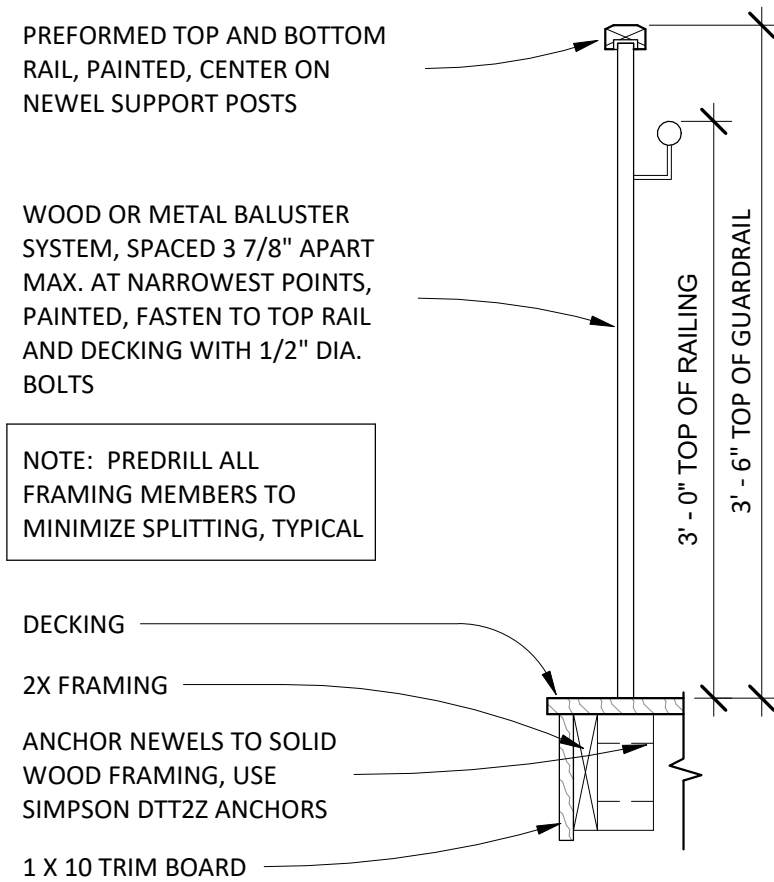 PREFORMED TOP AND BOTTOM
RAIL, PAINTED, CENTER ON
NEWEL SUPPORT POSTS
WOOD OR METAL BALUSTER
SYSTEM, SPACED 3 7/8" APART
MAX. AT NARROWEST POINTS,
PAINTED, FASTEN TO TOP RAIL
AND DECKING WITH 1/2" DIA.
BOLTS
NOTE: PREDRILL ALL
FRAMING MEMBERS TO
MINIMIZE SPLITTING, TYPICAL
DECKING
2X FRAMING
ANCHOR NEWELS TO SOLID
WOOD FRAMING, USE
SIMPSON DTT2Z ANCHORS
1 X 10 TRIM BOARD
3' - 0" TOP OF RAILING
3' - 6" TOP OF GUARDRAIL